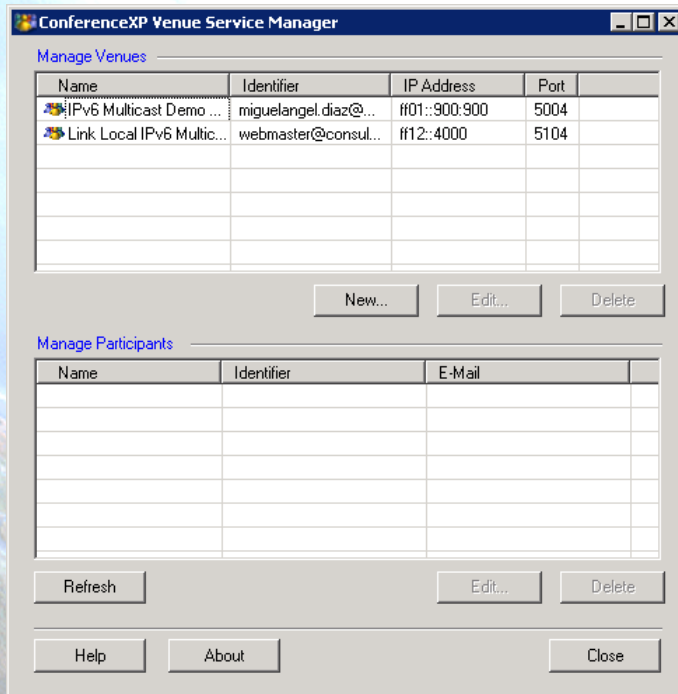 ConferenceXP Venue Service Manager
Manage Venues
Name Identifier IP Address Port
IPv6 Multicast Demo ... miguelangel.diaz@... ff01::900:900 5004
Link Local IPv6 Multic... webmaster@consul... ff12::4000 5104
New... Edit... Delete
Manage Participants
Name Identifier E-Mail
Refresh Edit... Delete
Help About Close